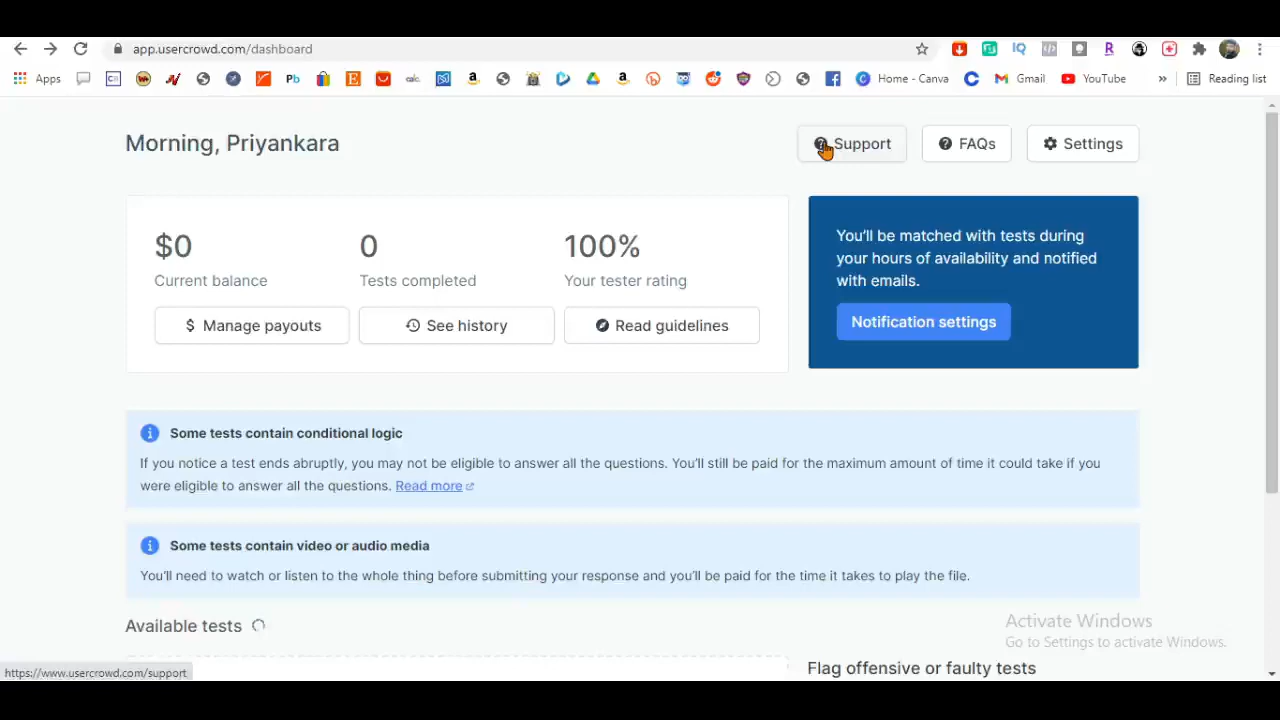 app.usercrowd.com/dashboard
Apps
Home - Canva
Gmail
YouTube
»
Reading list
Morning, Priyankara
Support
FAQs
Settings
$0
0
100%
Current balance
Tests completed
Your tester rating
$ Manage payouts
See history
Read guidelines
You'll be matched with tests during
your hours of availability and notified
with emails.
Notification settings
Some tests contain conditional logic
If you notice a test ends abruptly, you may not be eligible to answer all the questions. You'll still be paid for the maximum amount of time it could take if you
were eligible to answer all the questions. Read more
Some tests contain video or audio media
You'll need to watch or listen to the whole thing before submitting your response and you'll be paid for the time it takes to play the file.
Available tests
Activate Windows
Go to Settings to activate Windows.
Flag offensive or faulty tests
https://www.usercrowd.com/support